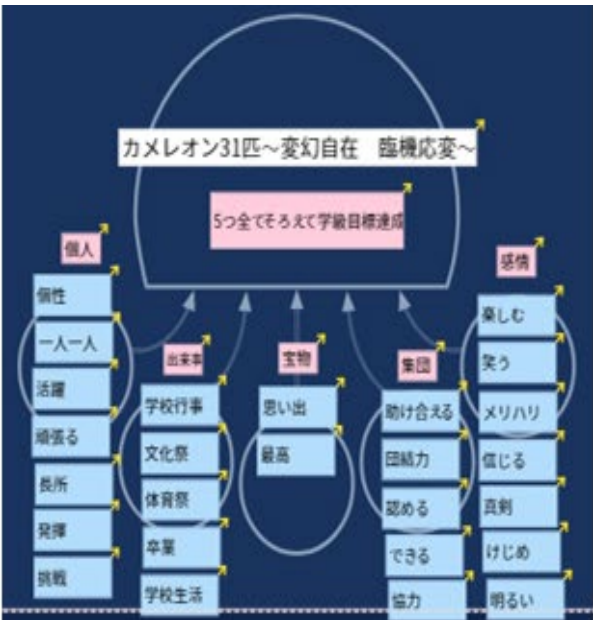 カメレオン31匹～変幻自在　臨機応変～
5つ全てそろえて学級目標達成
個人
個性
一人一人
活躍
頑張る
長所
発揮
挑戦
出来事
学校行事
文化祭
体育祭
卒業
学校生活
宝物
思い出
最高
集団
助け合える
団結力
認める
できる
協力
感情
楽しむ
笑う
メリハリ
信じる
真剣
けじめ
明るい